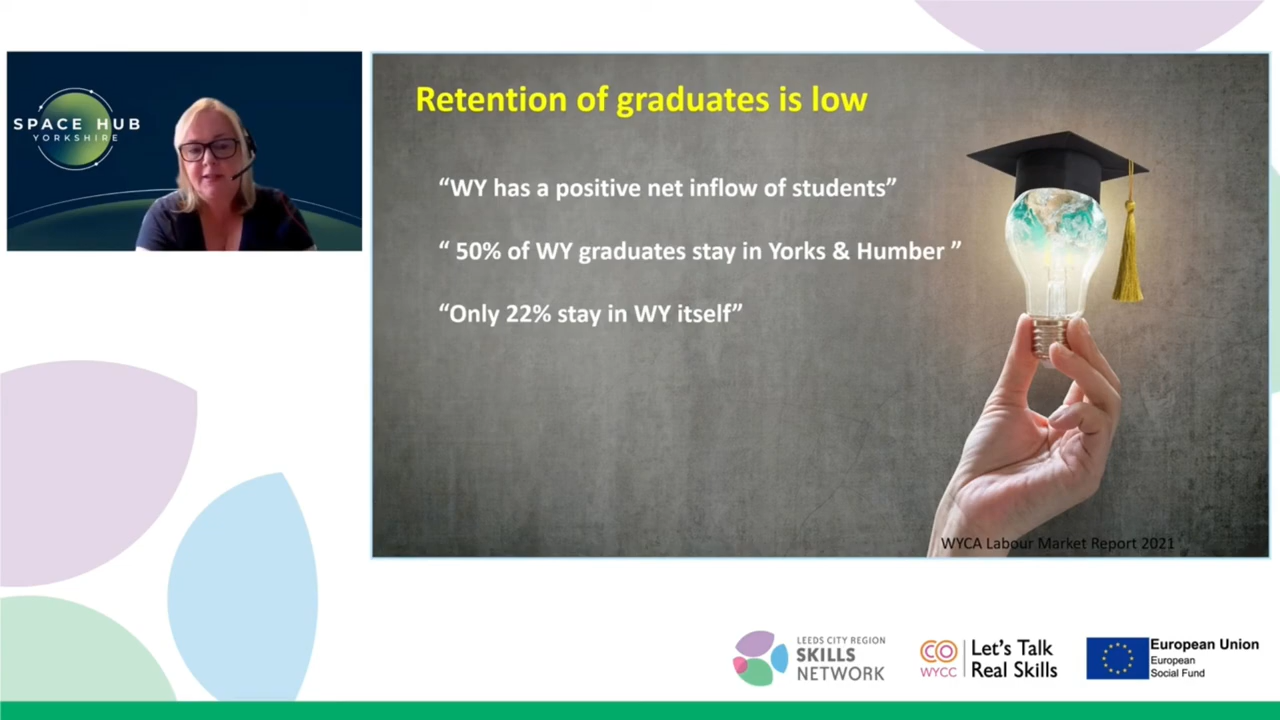 SPACE HUB
YORKSHIRE
Retention of graduates is low
“WY has a positive net inflow of students”
“ 50% of WY graduates stay in Yorks & Humber ”
“Only 22% stay in WY itself”
WYCA Labour Market Report 2021
LEEDS CITY REGION
SKILLS
NETWORK
CO
WYCC
Let's Talk
Real Skills
European Union
European
Social Fund